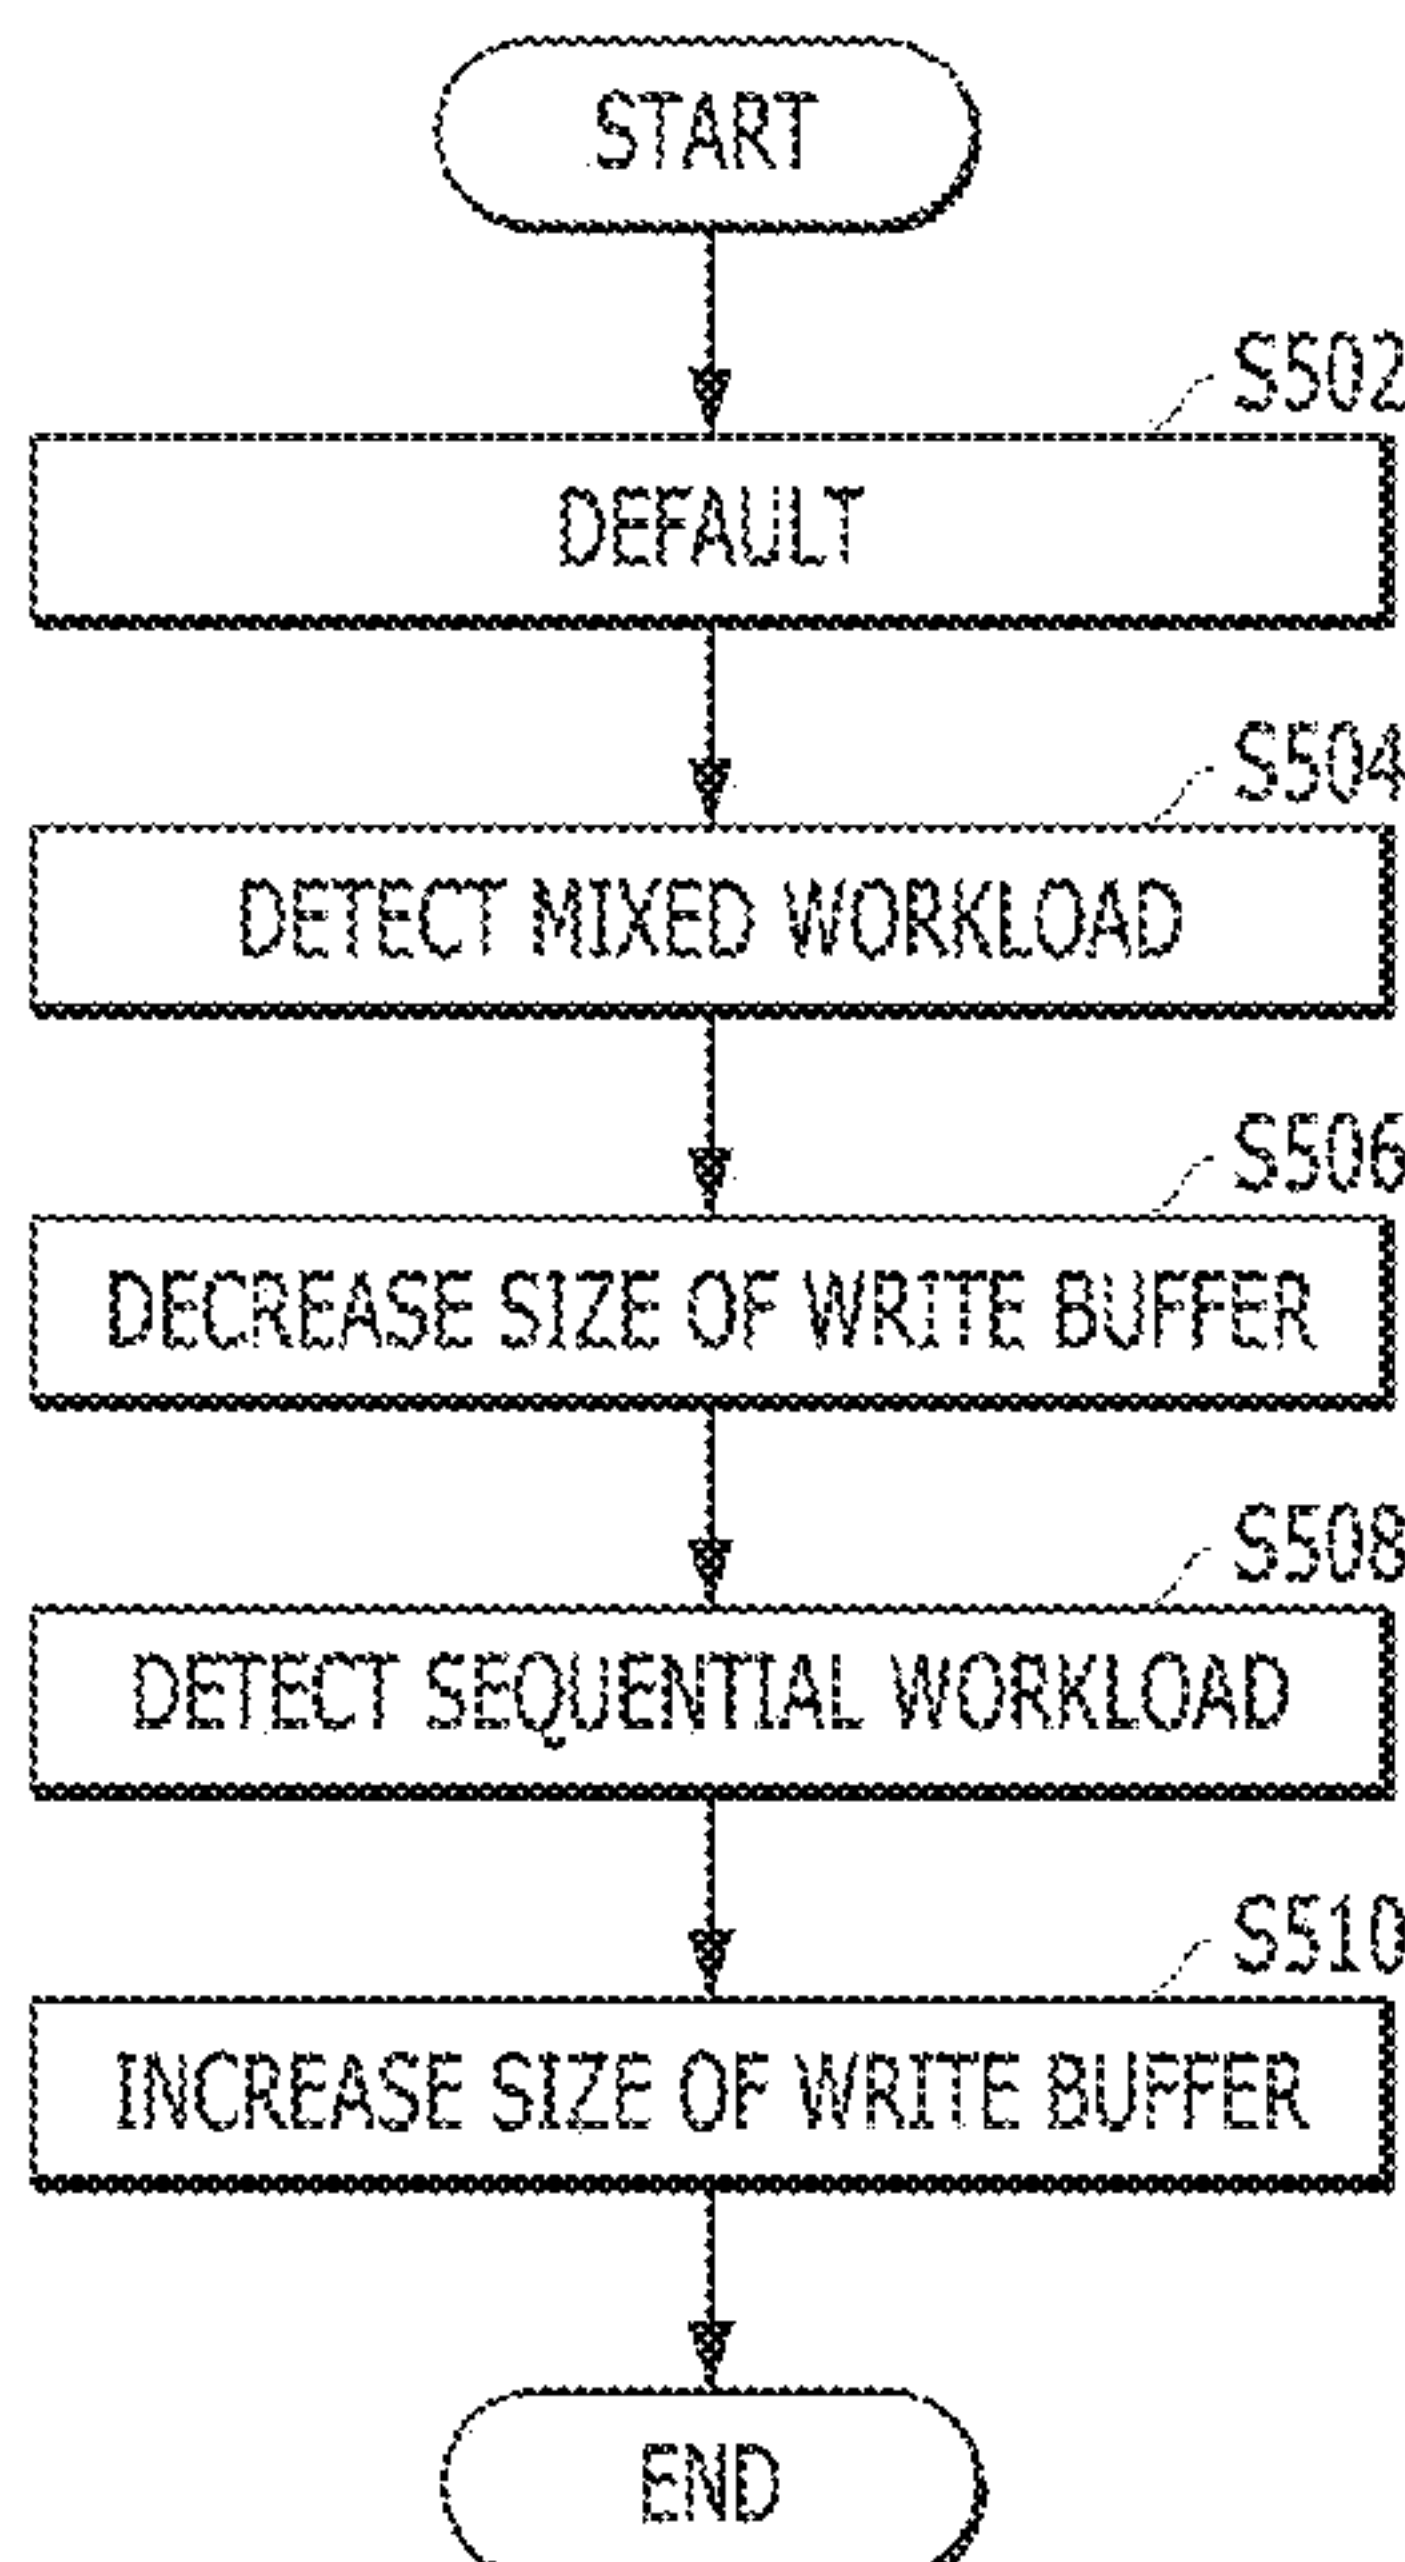 START
S502
DEFAULT
S504
DETECT MIXED WORKLOAD
S506
DECREASE SIZE OF WRITE BUFFER
S508
DETECT SEQUENTIAL WORKLOAD
S510
INCREASE SIZE OF WRITE BUFFER
END